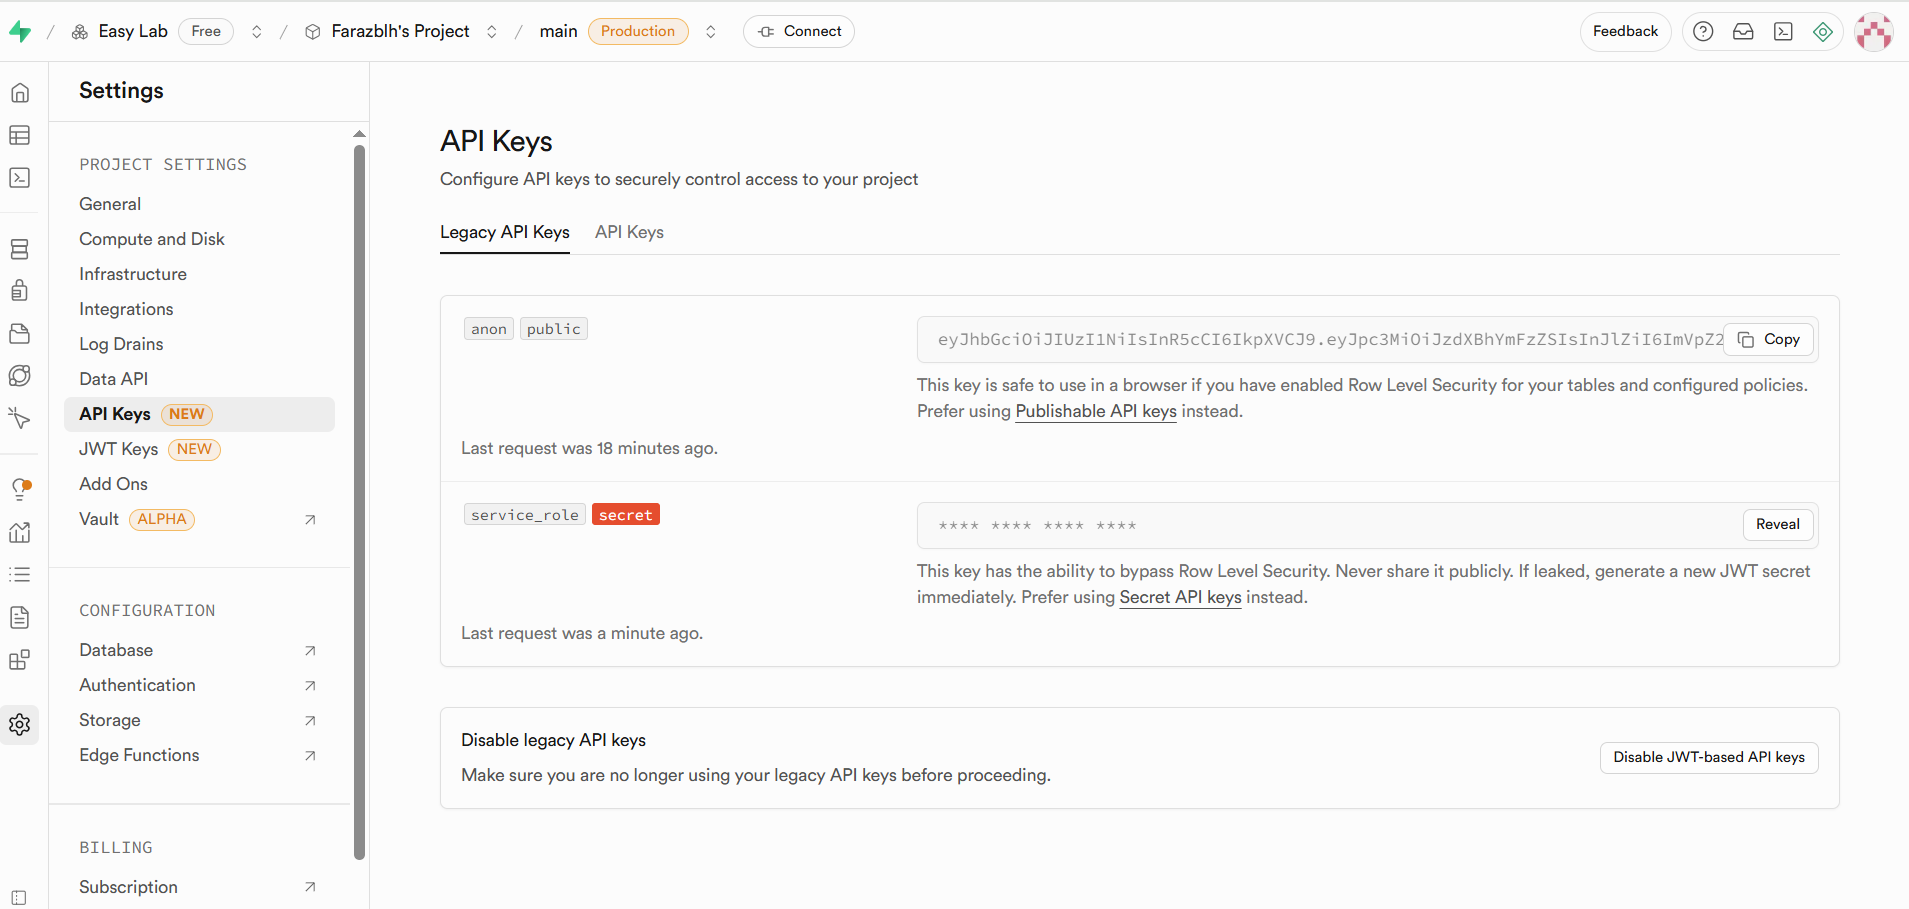 Easy Lab Free / Farazblh's Project / main Production Connect Feedback
Settings
PROJECT SETTINGS
General
Compute and Disk
Infrastructure
Integrations
Log Drains
Data API
API Keys NEW
JWT Keys NEW
Add Ons
Vault ALPHA
CONFIGURATION
Database
Authentication
Storage
Edge Functions
BILLING
Subscription
API Keys
Configure API keys to securely control access to your project
Legacy API Keys API Keys
anon public
eyJhbGciOiJIUzI1NiIsInR5cCI6IkpXVCJ9.eyJpc3MiOiJzdXBhYmFzZSIsInJlZiI6ImVpZ2 Copy
This key is safe to use in a browser if you have enabled Row Level Security for your tables and configured policies.
Prefer using Publishable API keys instead.
Last request was 18 minutes ago.
service_role secret
**** **** **** **** Reveal
This key has the ability to bypass Row Level Security. Never share it publicly. If leaked, generate a new JWT secret
immediately. Prefer using Secret API keys instead.
Last request was a minute ago.
Disable legacy API keys
Make sure you are no longer using your legacy API keys before proceeding.
Disable JWT-based API keys